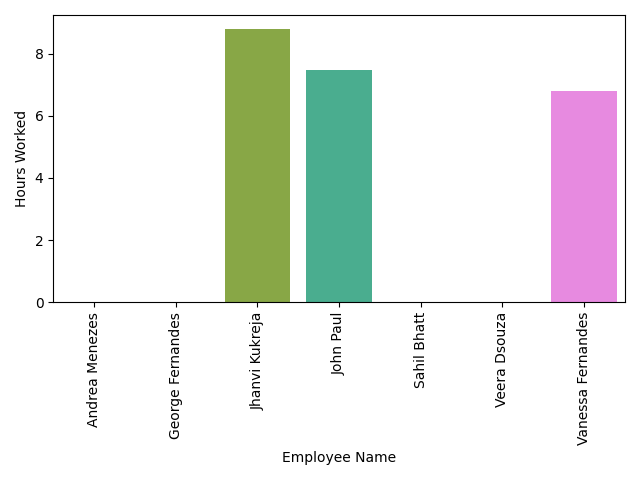 Hours Worked
8
6
4
2
0
Andrea Menezes
George Fernandes
Jhanvi Kukreja
John Paul
Sahil Bhatt
Veera Dsouza
Vanessa Fernandes
Employee Name